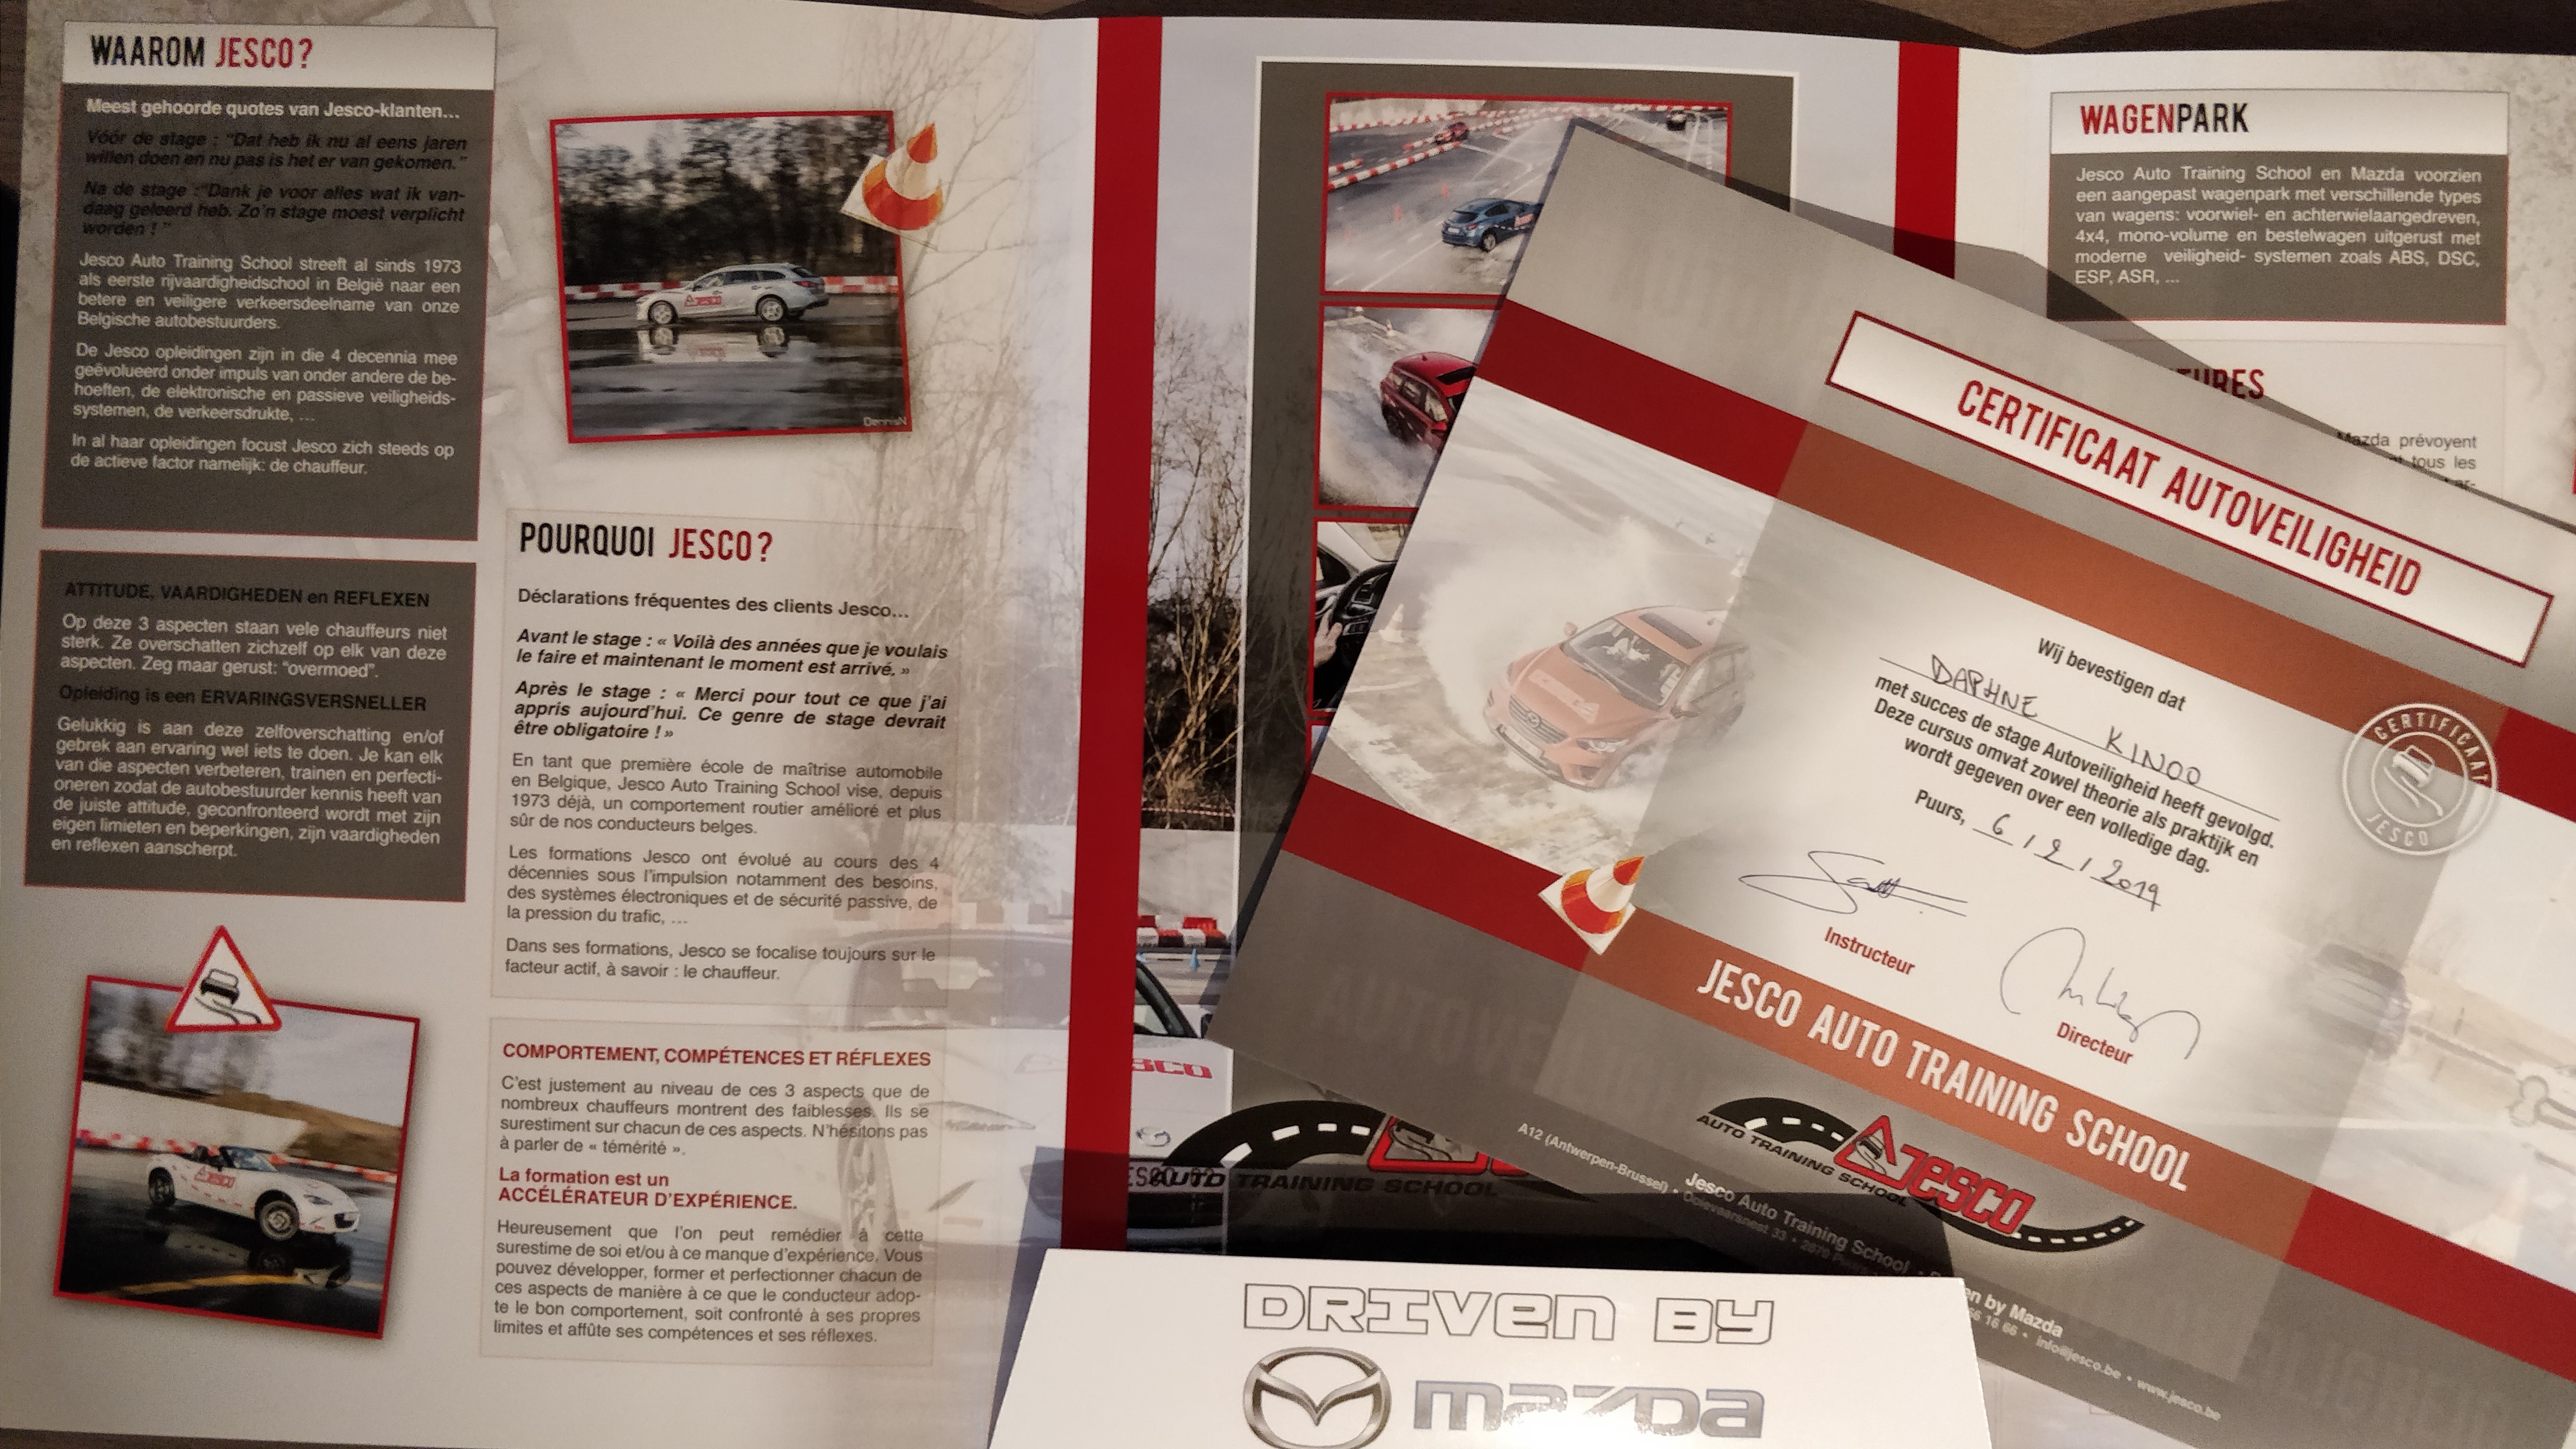 WAAROM JESCO?
Meest gehoorde quotes van Jesco-klanten...
Vóór de stage : "Dat heb ik nu al eens jaren
willen doen en nu pas is het er van gekomen."
Na de stage :"Dank je voor alles wat ik van-
daag geleerd heb. Zo'n stage moest verplicht
worden ! "
Jesco Auto Training School streeft al sinds 1973
als eerste rijvaardigheidschool in België naar een
betere en veiligere verkeersdeelname van onze
Belgische autobestuurders.
De Jesco opleidingen zijn in die 4 decennia mee
geëvolueerd onder impuls van onder andere de be-
hoeften, de elektronische en passieve veiligheids-
systemen, de verkeersdrukte, ...
In al haar opleidingen focust Jesco zich steeds op
de actieve factor namelijk: de chauffeur.
ATTITUDE, VAARDIGHEDEN en REFLEXEN
Op deze 3 aspecten staan vele chauffeurs niet
sterk. Ze overschatten zichzelf op elk van deze
aspecten. Zeg maar gerust: "overmoed".
Opleiding is een ERVARINGSVERSNELLER
Gelukkig is aan deze zelfoverschatting en/of
gebrek aan ervaring wel iets te doen. Je kan elk
van die aspecten verbeteren, trainen en perfecti-
oneren zodat de autobestuurder kennis heeft van
de juiste attitude, geconfronteerd wordt met zijn
eigen limieten en beperkingen, zijn vaardigheden
en reflexen aanscherpt.
JESCO
JESCO
DennisV
POURQUOI JESCO?
Déclarations fréquentes des clients Jesco...
Avant le stage : « Voilà des années que je voulais
le faire et maintenant le moment est arrivé. »
Après le stage : « Merci pour tout ce que j'ai
appris aujourd'hui. Ce genre de stage devrait
être obligatoire ! »
En tant que première école de maîtrise automobile
en Belgique, Jesco Auto Training School vise, depuis
1973 déjà, un comportement routier amélioré et plus
sûr de nos conducteurs belges.
Les formations Jesco ont évolué au cours des 4
décennies sous l'impulsion notamment des besoins,
des systèmes électroniques et de sécurité passive, de
la pression du trafic, ...
Dans ses formations, Jesco se focalise toujours sur le
facteur actif, à savoir : le chauffeur.
COMPORTEMENT, COMPÉTENCES ET RÉFLEXES
C'est justement au niveau de ces 3 aspects que de
nombreux chauffeurs montrent des faiblesses. Ils se
surestiment sur chacun de ces aspects. N'hésitons pas
à parler de « témérité ».
La formation est un
ACCÉLÉRATEUR D'EXPÉRIENCE.
Heureusement que l'on peut remédier à cette
surestime de soi et/ou à ce manque d'expérience. Vous
pouvez développer, former et perfectionner chacun de
ces aspects de manière à ce que le conducteur adop-
te le bon comportement, soit confronté à ses propres
limites et affûte ses compétences et ses réflexes.
AUTO TRAINING SCHOOL
WAGENPARK
Jesco Auto Training School en Mazda voorzien
een aangepast wagenpark met verschillende types
van wagens: voorwiel- en achterwielaangedreven,
4x4, mono-volume en bestelwagen uitgerust met
moderne veiligheid- systemen zoals ABS, DSC,
ESP, ASR, ...
Mazda prévoyent
tous les
CERTIFICAAT AUTOVEILIGHEID
Wij bevestigen dat
DAPHNE KINOO
met succes de stage Autoveiligheid heeft gevolgd.
Deze cursus omvat zowel theorie als praktijk en
wordt gegeven over een volledige dag.
Puurs, 6 / 2 / 2019
Instructeur
Directeur
CERTIFICAAT
JESCO
JESCO AUTO TRAINING SCHOOL
AUTO TRAINING SCHOOL
Jesco
Jesco Auto Training School
en by Mazda
A12 (Antwerpen-Brussel) • Ooievaarsnest 33 • 2870
66 16 66 • info@jesco.be • www.jesco.be
DRIVEN BY
mazda